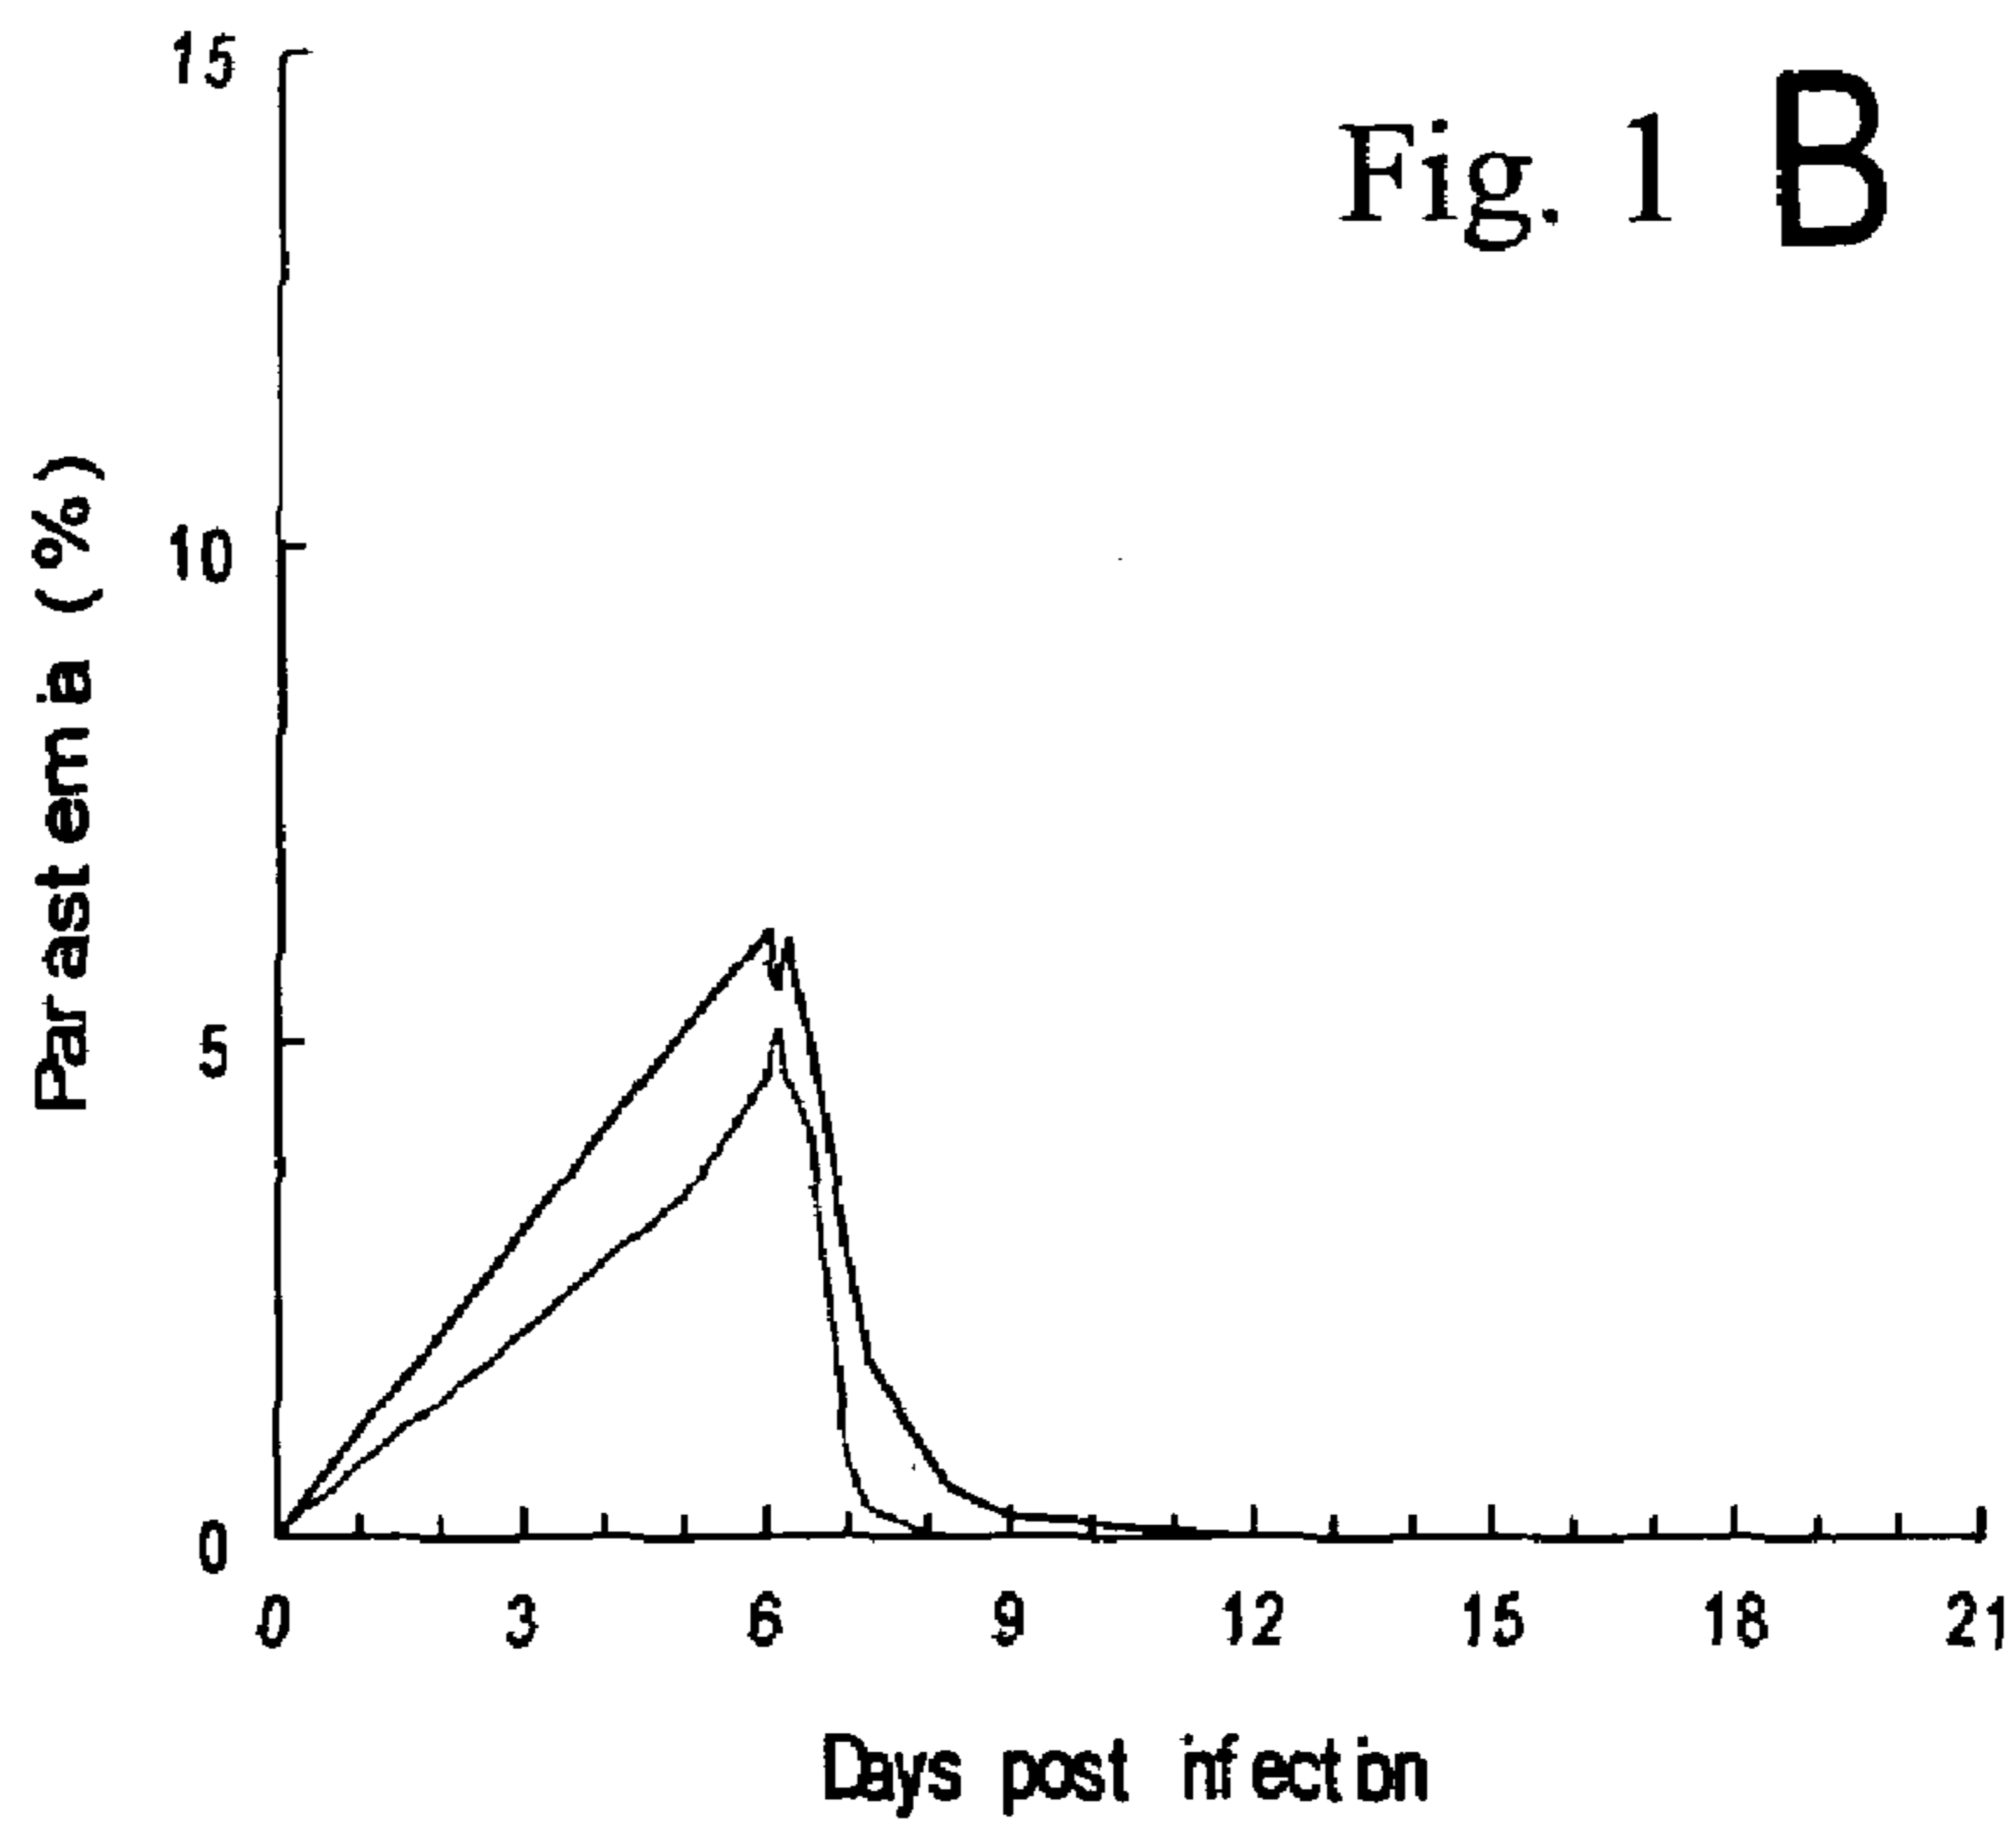 Fig. 1 B
Parastemia (%)
15
10
5
0
0 3 6 9 12 15 18 21
Days post infection